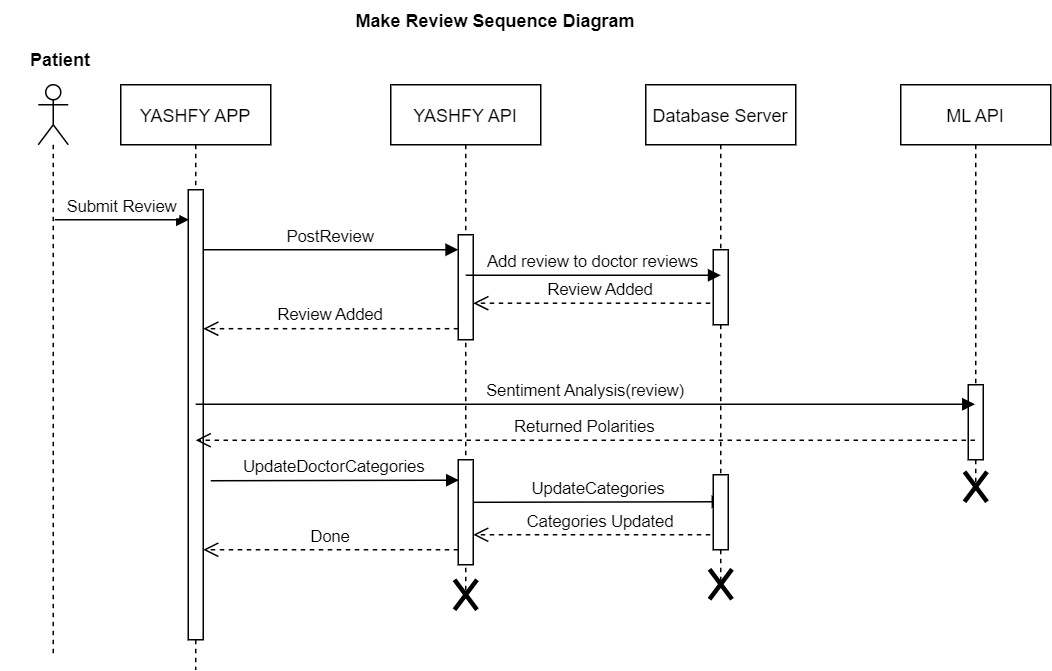 Make Review Sequence Diagram
Patient
YASHFY APP
YASHFY API
Database Server
ML API
Submit Review
PostReview
Add review to doctor reviews
Review Added
Review Added
Sentiment Analysis(review)
Returned Polarities
UpdateDoctorCategories
UpdateCategories
Categories Updated
Done